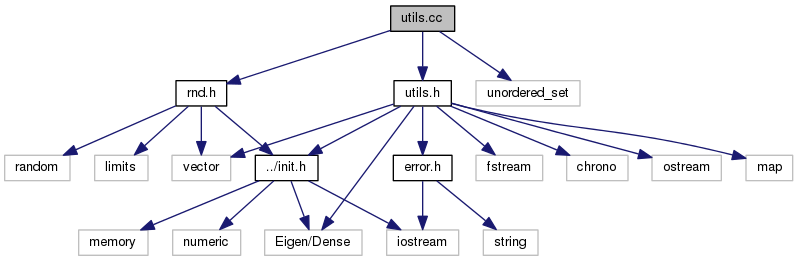 utils.cc
rnd.h
utils.h
unordered_set
random
limits
vector
../init.h
error.h
fstream
chrono
ostream
map
memory
numeric
Eigen/Dense
iostream
string